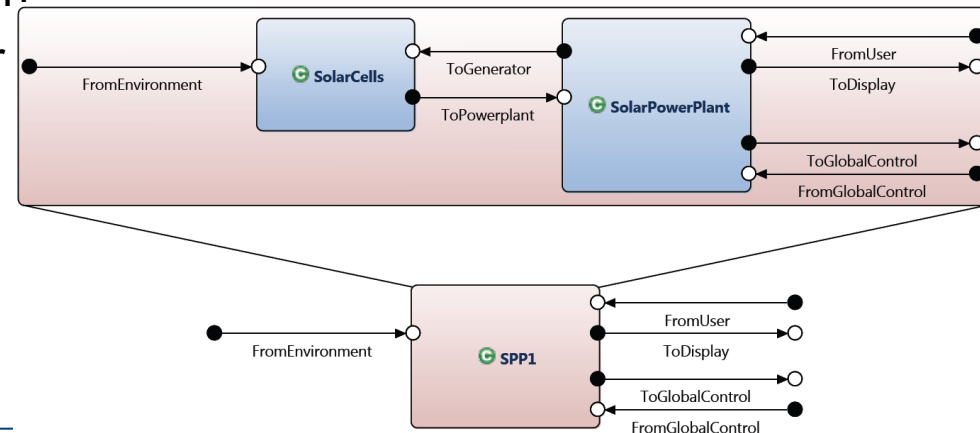 FromEnvironment
C SolarCells
ToGenerator
ToPowerplant
C SolarPowerPlant
FromUser
ToDisplay
ToGlobalControl
FromGlobalControl
FromEnvironment
C SPP1
FromUser
ToDisplay
ToGlobalControl
FromGlobalControl